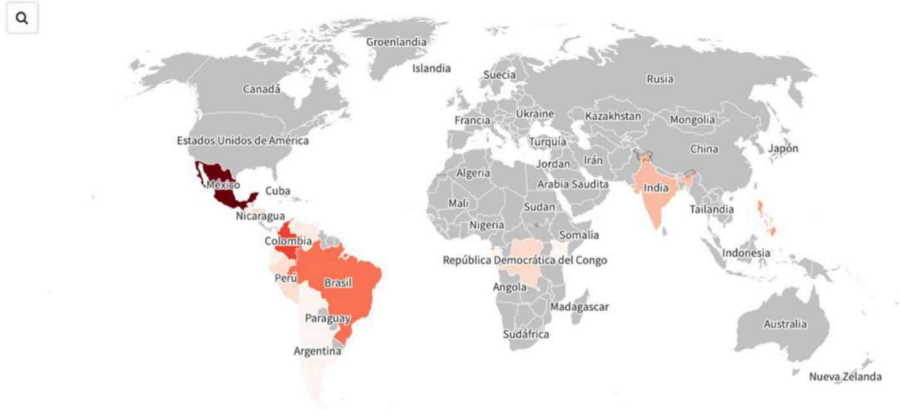 Groenlandia
Islandia
Suecia
Rusia
Canadá
Ukraine
Kazakhstan
Mongolia
Francia
Estados Unidos de América
Turquía
China
Japón
Jordan
Irán
Argelia
México
Cuba
Arabia Saudita
India
Mali
Sudan
Tailandia
Nicaragua
Nigeria
Somalia
Colombia
Indonesia
República Democrática del Congo
Perú
Brasil
Angola
Madagascar
Paraguay
Australia
Sudáfrica
Argentina
Nueva Zelanda